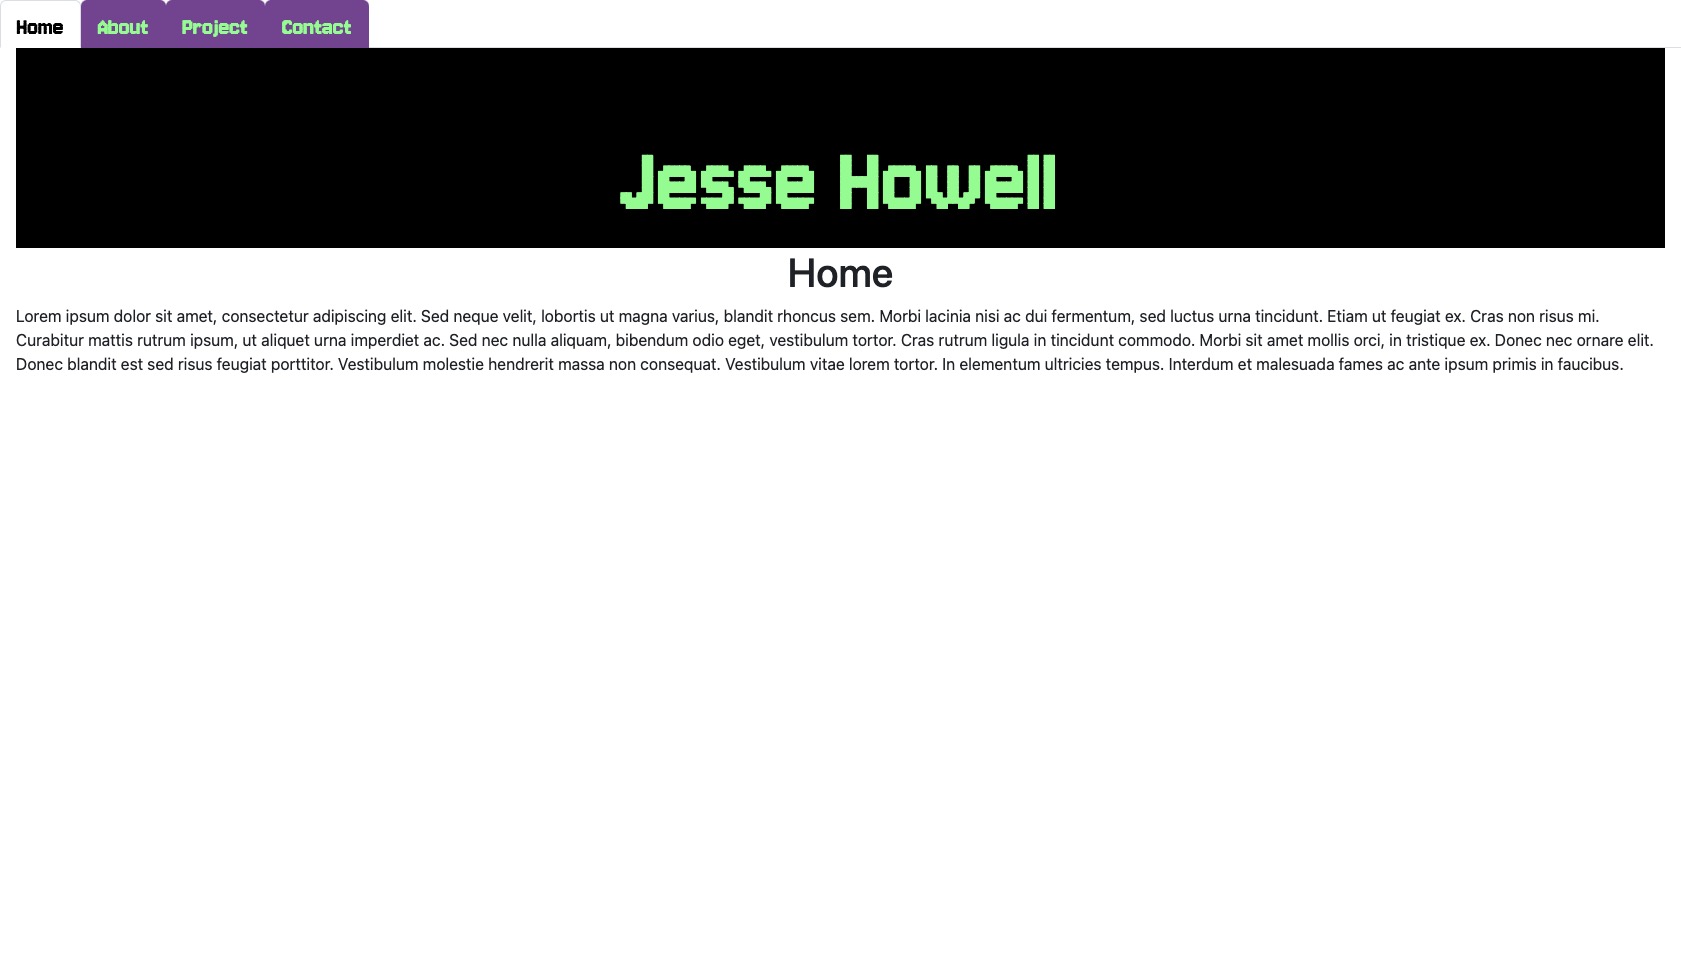 Home About Project Contact
Jesse Howell
Home
Lorem ipsum dolor sit amet, consectetur adipiscing elit. Sed neque velit, lobortis ut magna varius, blandit rhoncus sem. Morbi lacinia nisi ac dui fermentum, sed luctus urna tincidunt. Etiam ut feugiat ex. Cras non risus mi.
Curabitur mattis rutrum ipsum, ut aliquet urna imperdiet ac. Sed nec nulla aliquam, bibendum odio eget, vestibulum tortor. Cras rutrum ligula in tincidunt commodo. Morbi sit amet mollis orci, in tristique ex. Donec nec ornare elit.
Donec blandit est sed risus feugiat porttitor. Vestibulum molestie hendrerit massa non consequat. Vestibulum vitae lorem tortor. In elementum ultricies tempus. Interdum et malesuada fames ac ante ipsum primis in faucibus.